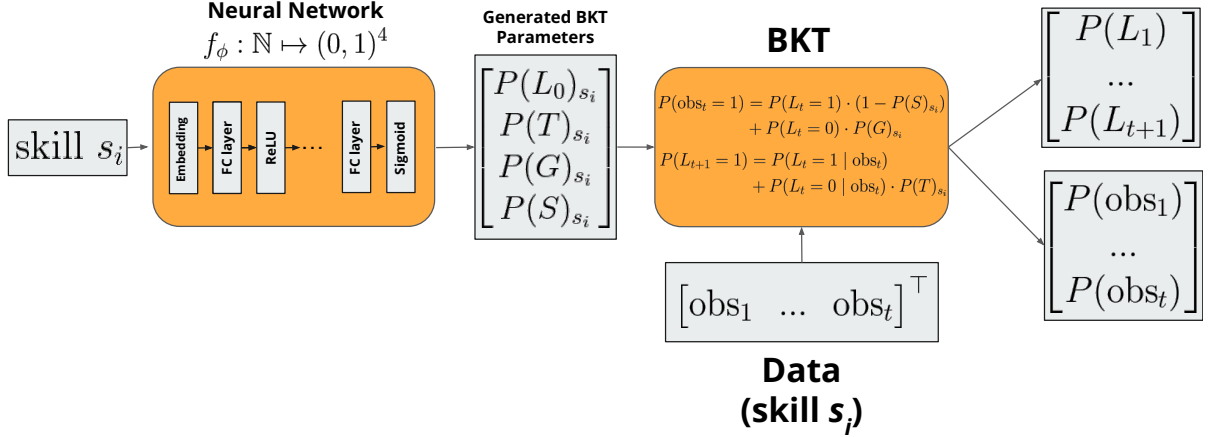 Neural Network
f_ϕ : ℕ ↦ (0, 1)^4
skill s_i
Embedding
FC layer
ReLU
...
FC layer
Sigmoid
Generated BKT
Parameters
P(L_0)_{s_i}
P(T)_{s_i}
P(G)_{s_i}
P(S)_{s_i}
BKT
P(obs_t = 1) = P(L_t = 1) · (1 − P(S)_{s_i})
+ P(L_t = 0) · P(G)_{s_i}
P(L_{t+1} = 1) = P(L_t = 1 | obs_t)
+ P(L_t = 0 | obs_t) · P(T)_{s_i}
[obs_1 ... obs_t]^⊤
Data
(skill s_i)
P(L_1)
...
P(L_{t+1})
P(obs_1)
...
P(obs_t)